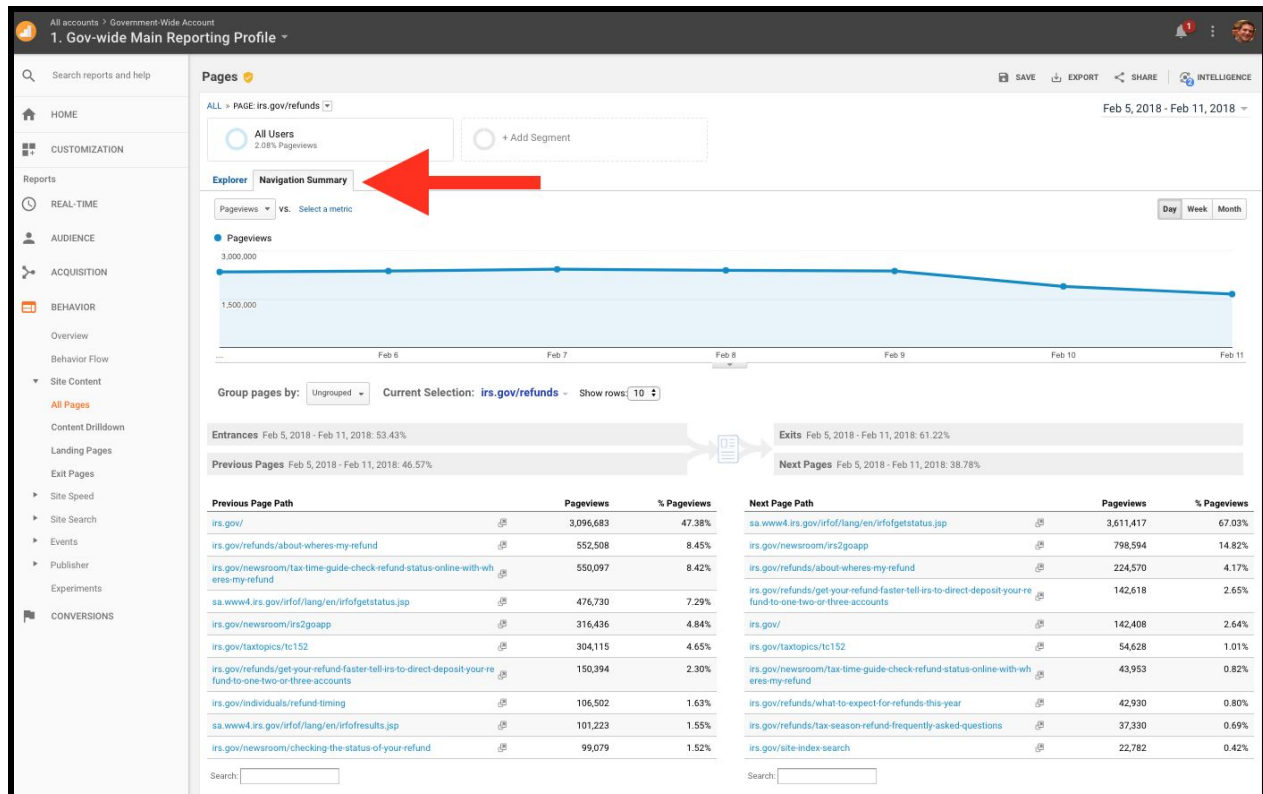 All accounts > Government-Wide Account
1. Gov-wide Main Reporting Profile
1
Search reports and help
HOME
CUSTOMIZATION
Reports
REAL-TIME
AUDIENCE
ACQUISITION
BEHAVIOR
Overview
Behavior Flow
Site Content
All Pages
Content Drilldown
Landing Pages
Exit Pages
Site Speed
Site Search
Events
Publisher
Experiments
CONVERSIONS
Pages
SAVE EXPORT SHARE INTELLIGENCE
2
ALL » PAGE: irs.gov/refunds
Feb 5, 2018 - Feb 11, 2018
All Users
2.08% Pageviews
+ Add Segment
Explorer Navigation Summary
Pageviews VS. Select a metric
Day Week Month
Pageviews
3,000,000
1,500,000
... Feb 6 Feb 7 Feb 8 Feb 9 Feb 10 Feb 11
Group pages by: Ungrouped Current Selection: irs.gov/refunds Show rows: 10
Entrances Feb 5, 2018 - Feb 11, 2018: 53.43%
Previous Pages Feb 5, 2018 - Feb 11, 2018: 46.57%
Exits Feb 5, 2018 - Feb 11, 2018: 61.22%
Next Pages Feb 5, 2018 - Feb 11, 2018: 38.78%
Previous Page Path Pageviews % Pageviews
irs.gov/ 3,096,683 47.38%
irs.gov/refunds/about-wheres-my-refund 552,508 8.45%
irs.gov/newsroom/tax-time-guide-check-refund-status-online-with-wh
eres-my-refund 550,097 8.42%
sa.www4.irs.gov/irfof/lang/en/irfofgetstatus.jsp 476,730 7.29%
irs.gov/newsroom/irs2goapp 316,436 4.84%
irs.gov/taxtopics/tc152 304,115 4.65%
irs.gov/refunds/get-your-refund-faster-tell-irs-to-direct-deposit-your-re
fund-to-one-two-or-three-accounts 150,394 2.30%
irs.gov/individuals/refund-timing 106,502 1.63%
sa.www4.irs.gov/irfof/lang/en/irfofresults.jsp 101,223 1.55%
irs.gov/newsroom/checking-the-status-of-your-refund 99,079 1.52%
Search:
Next Page Path Pageviews % Pageviews
sa.www4.irs.gov/irfof/lang/en/irfofgetstatus.jsp 3,611,417 67.03%
irs.gov/newsroom/irs2goapp 798,594 14.82%
irs.gov/refunds/about-wheres-my-refund 224,570 4.17%
irs.gov/refunds/get-your-refund-faster-tell-irs-to-direct-deposit-your-re
fund-to-one-two-or-three-accounts 142,618 2.65%
irs.gov/ 142,408 2.64%
irs.gov/taxtopics/tc152 54,628 1.01%
irs.gov/newsroom/tax-time-guide-check-refund-status-online-with-wh
eres-my-refund 43,953 0.82%
irs.gov/refunds/what-to-expect-for-refunds-this-year 42,930 0.80%
irs.gov/refunds/tax-season-refund-frequently-asked-questions 37,330 0.69%
irs.gov/site-index-search 22,782 0.42%
Search: